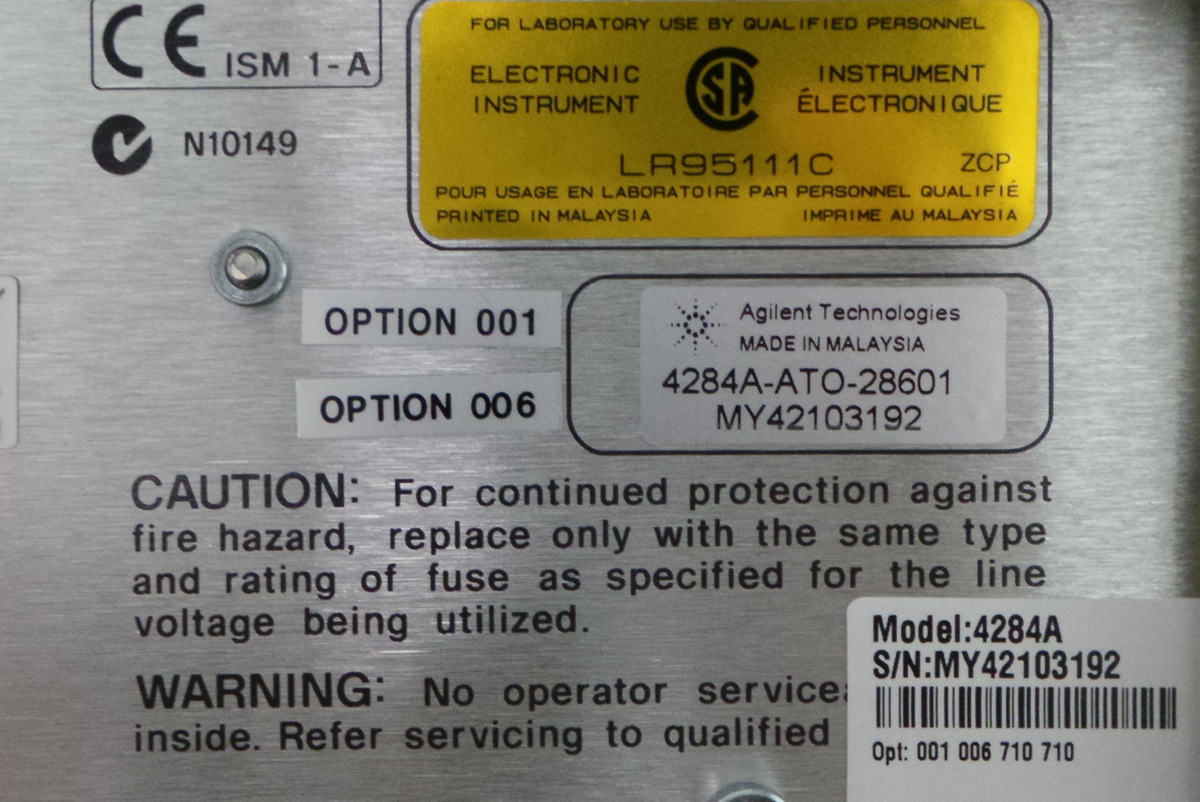 CE ISM 1-A
N10149
FOR LABORATORY USE BY QUALIFIED PERSONNEL
ELECTRONIC
INSTRUMENT
CSA
INSTRUMENT
ÉLECTRONIQUE
LR95111C ZCP
POUR USAGE EN LABORATOIRE PAR PERSONNEL QUALIFIÉ
PRINTED IN MALAYSIA IMPRIME AU MALAYSIA
OPTION 001
OPTION 006
Agilent Technologies
MADE IN MALAYSIA
4284A-ATO-28601
MY42103192
CAUTION: For continued protection against
fire hazard, replace only with the same type
and rating of fuse as specified for the line
voltage being utilized.
WARNING: No operator service
inside. Refer servicing to qualified
Model:4284A
S/N:MY42103192
Opt: 001 006 710 710